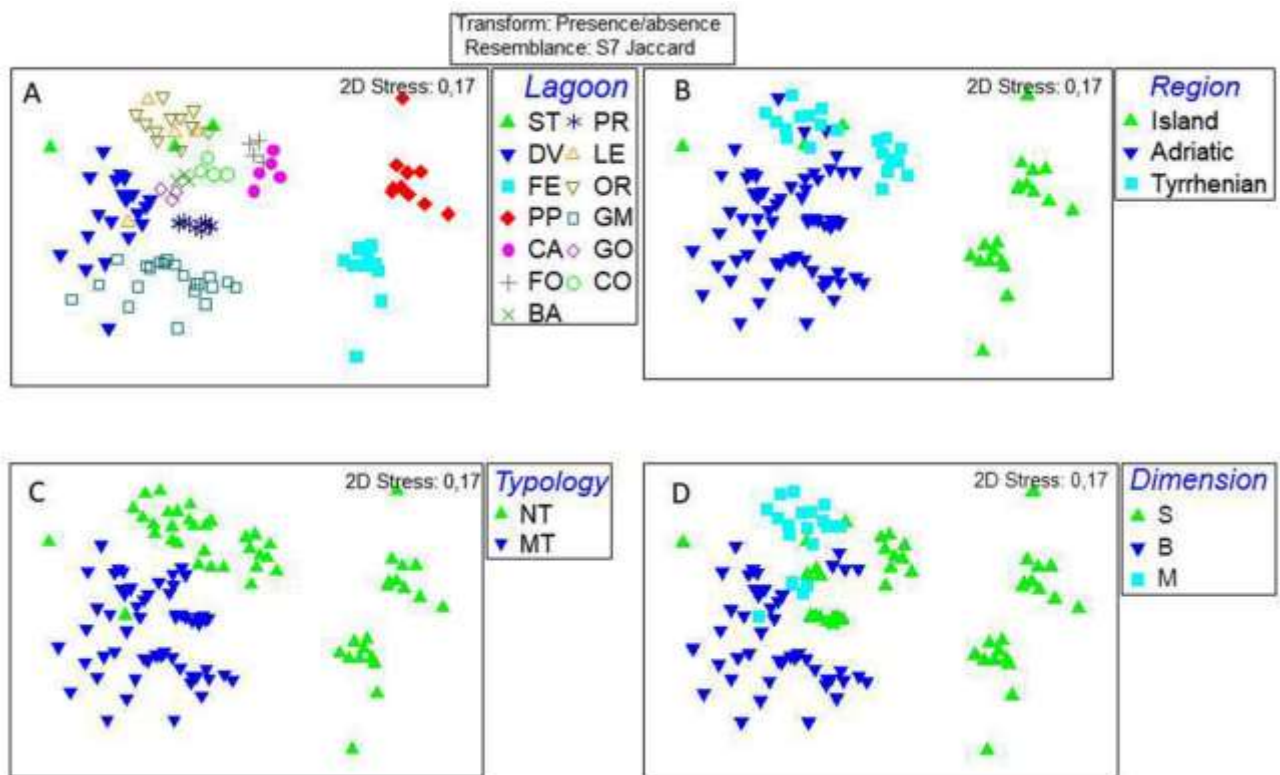 Transform: Presence/absence
Resemblance: S7 Jaccard
A
2D Stress: 0,17
Lagoon
ST PR
DV LE
FE OR
PP GM
CA GO
FO CO
BA
B
2D Stress: 0,17
Region
Island
Adriatic
Tyrrhenian
C
2D Stress: 0,17
Typology
NT
MT
D
2D Stress: 0,17
Dimension
S
B
M